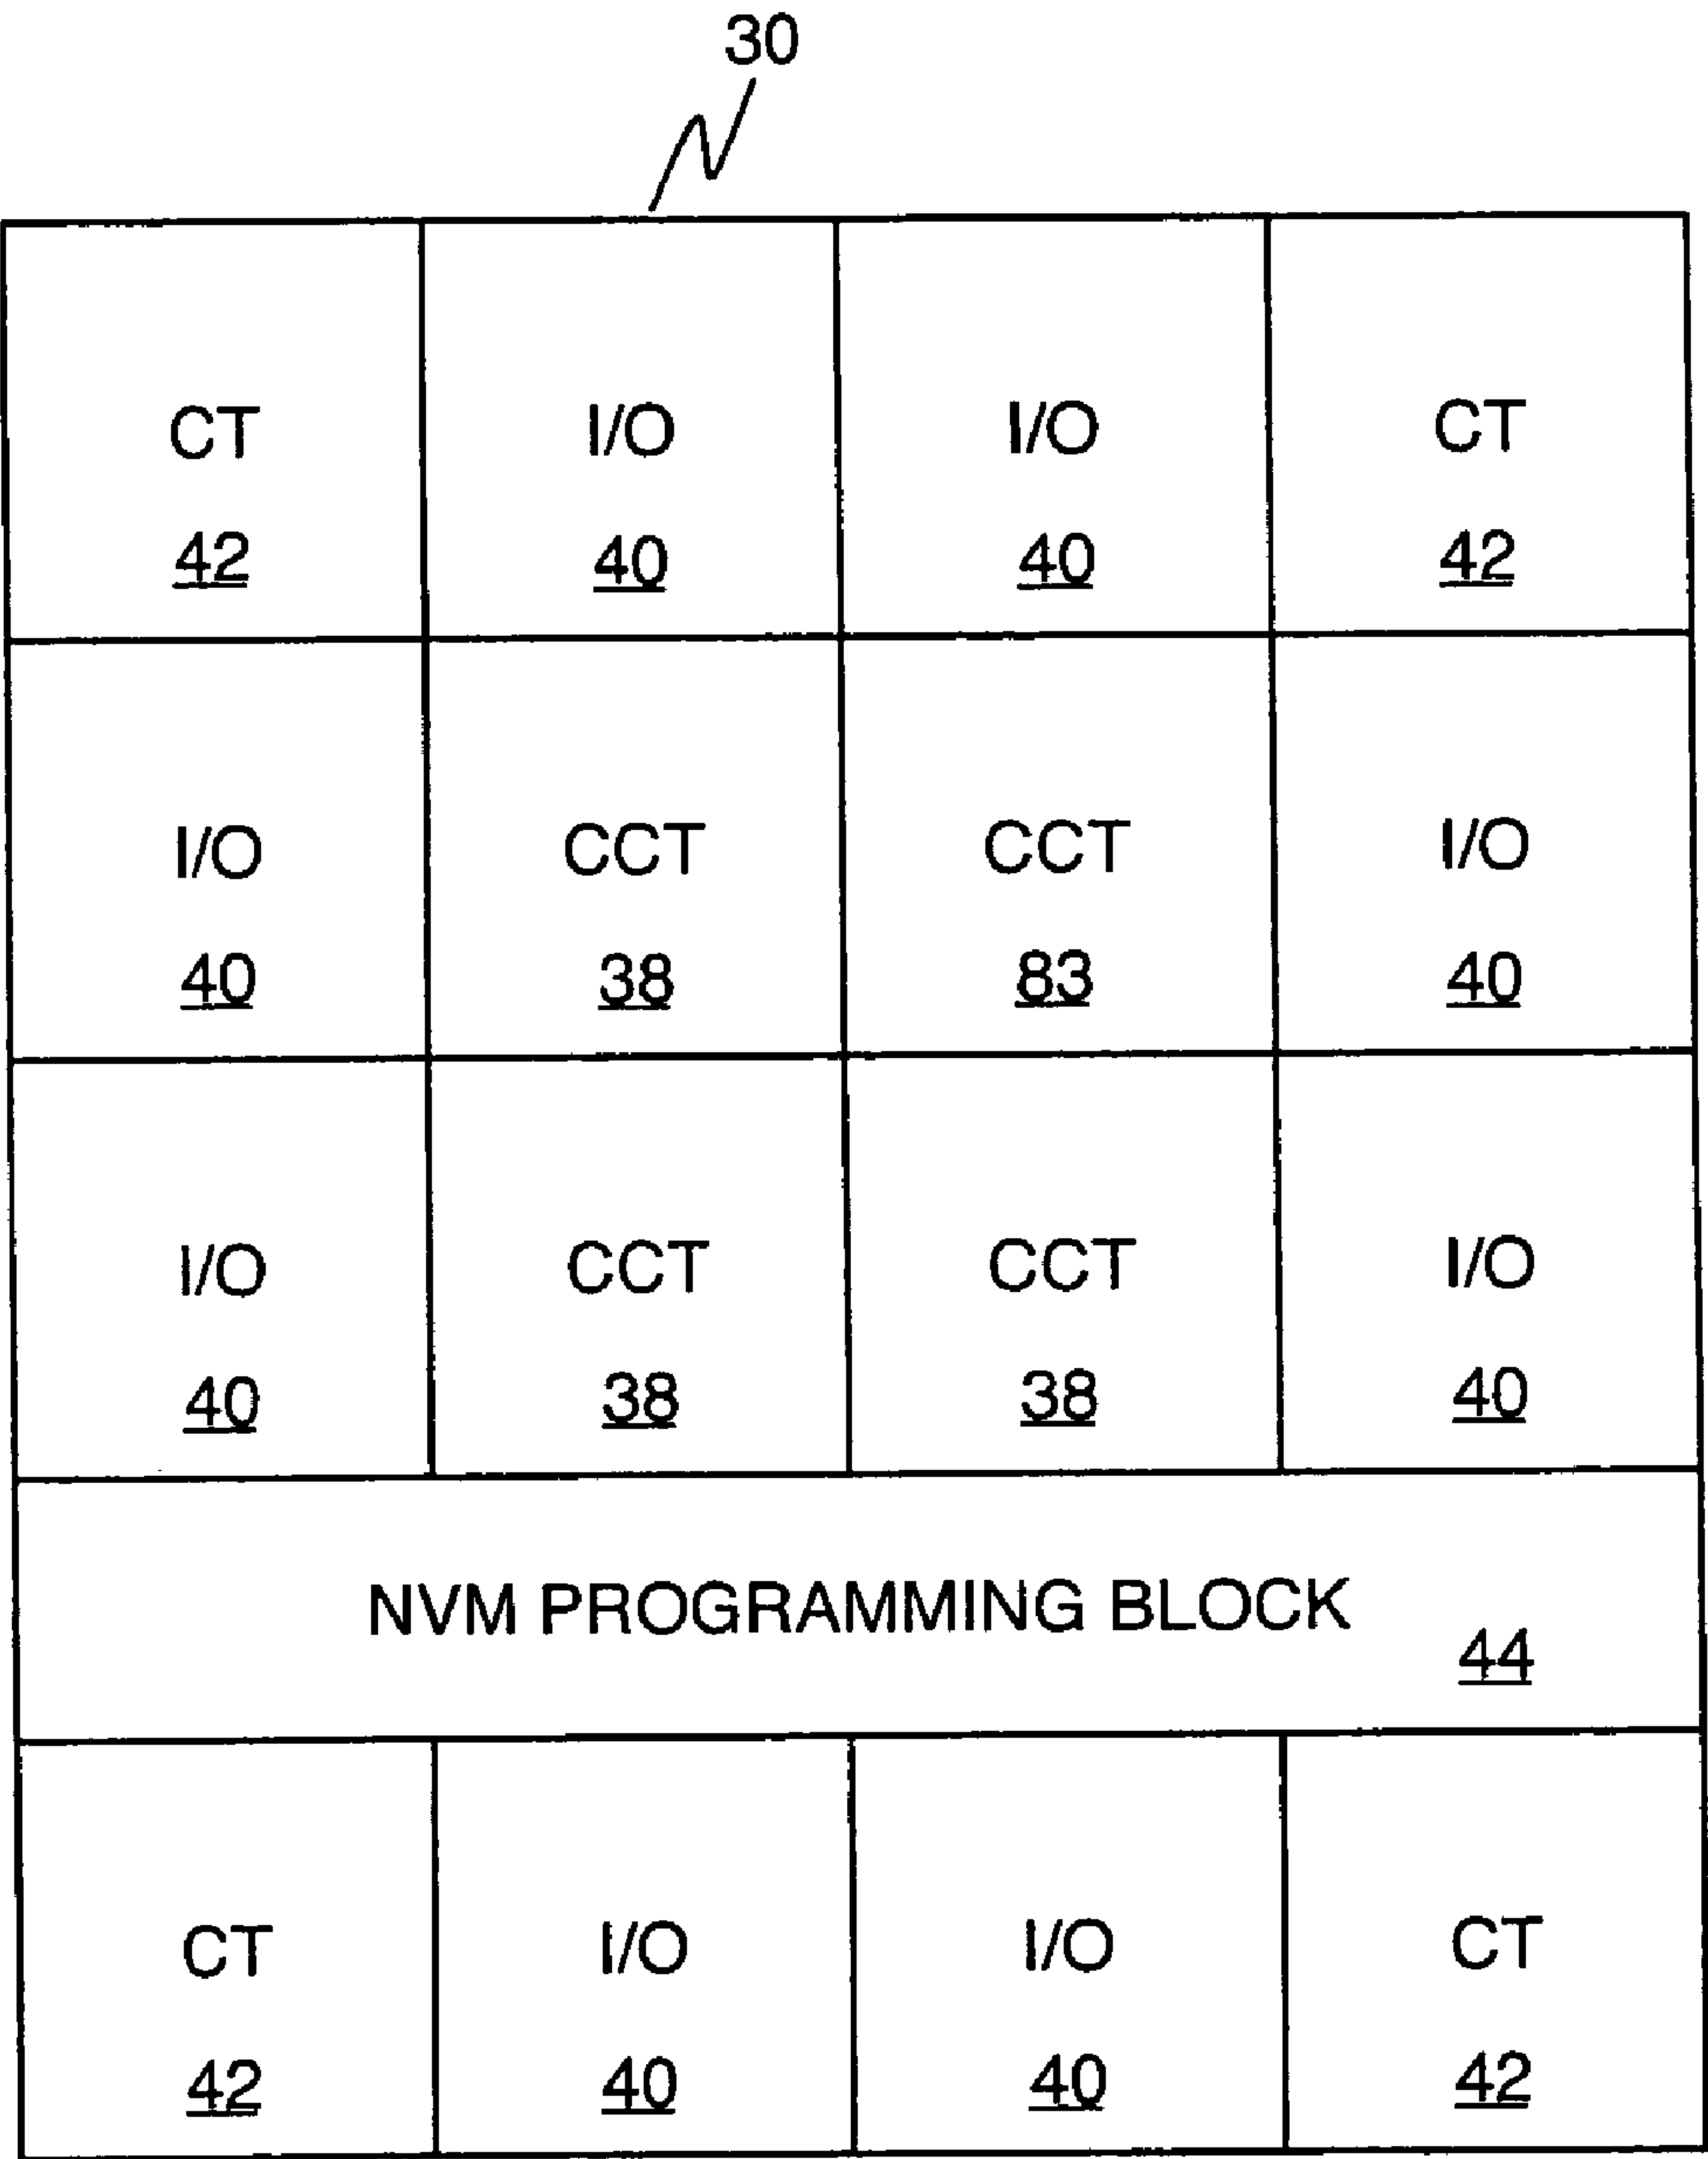 30
CT I/O I/O CT
42 40 40 42
I/O CCT CCT I/O
40 38 83 40
I/O CCT CCT I/O
40 38 38 40
NVM PROGRAMMING BLOCK
44
CT I/O I/O CT
42 40 40 42